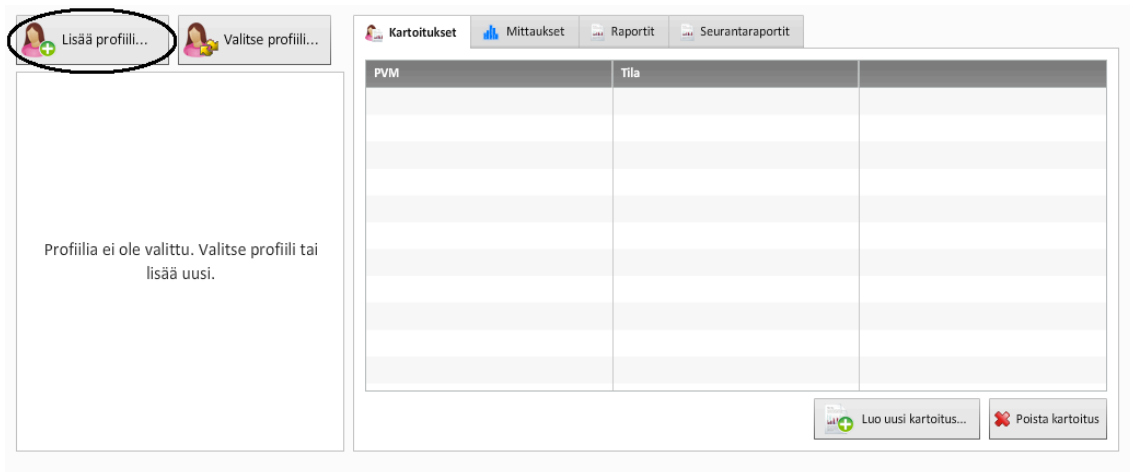 Lisää profiili...
Valitse profiili...
Kartoitukset
Mittaukset
Raportit
Seurantaraportit
PVM
Tila
Profiilia ei ole valittu. Valitse profiili tai
lisää uusi.
Luo uusi kartoitus...
Poista kartoitus